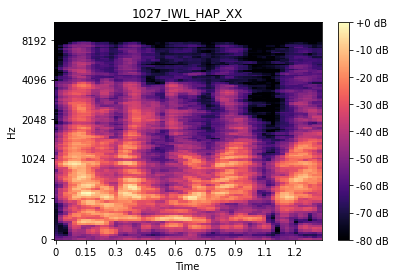 1027_IWL_HAP_XX
Hz
8192
4096
2048
1024
512
0
0 0.15 0.3 0.45 0.6 0.75 0.9 1.1 1.2
Time
+0 dB
-10 dB
-20 dB
-30 dB
-40 dB
-50 dB
-60 dB
-70 dB
-80 dB